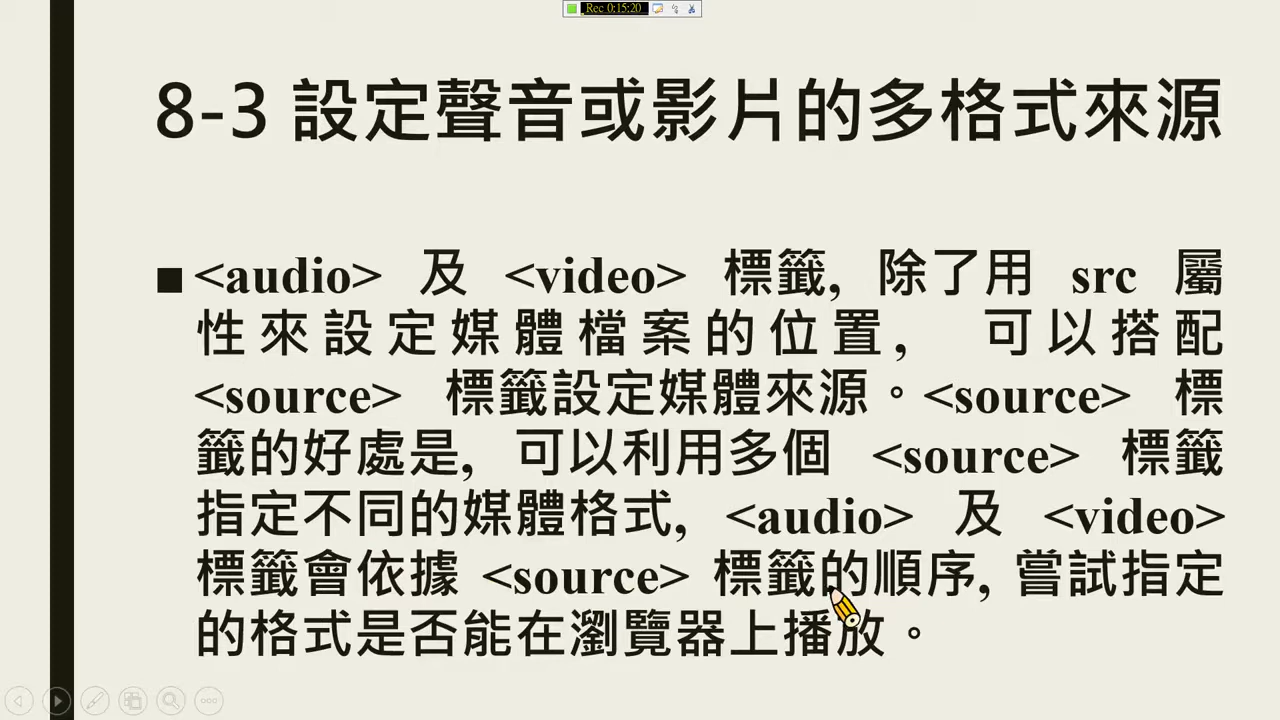 Rec 0:15:20
8-3 設定聲音或影片的多格式來源
■ <audio> 及 <video> 標籤, 除了用 src 屬
性來設定媒體檔案的位置, 可以搭配
<source> 標籤設定媒體來源。<source> 標
籤的好處是, 可以利用多個 <source> 標籤
指定不同的媒體格式, <audio> 及 <video>
標籤會依據 <source> 標籤的順序, 嘗試指定
的格式是否能在瀏覽器上播放。